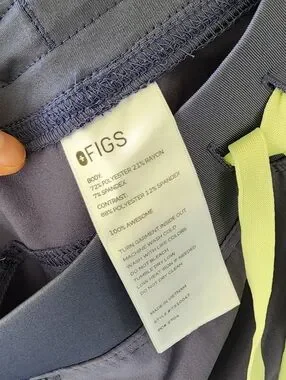 FIGS
BODY:
72% POLYESTER 21% RAYON
7% SPANDEX
CONTRAST:
88% POLYESTER 12% SPANDEX
100% AWESOME
TURN GARMENT INSIDE OUT
MACHINE WASH COLD
WASH WITH LIKE COLORS
DO NOT BLEACH
TUMBLE DRY LOW
LOW HEAT IRON IF NEEDED
DO NOT DRY CLEAN
MADE IN VIETNAM